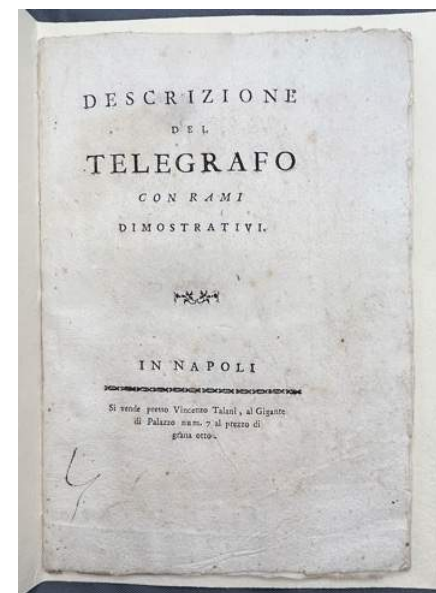 DESCRIZIONE
DEL
TELEGRAFO
CON RAMI
DIMOSTRATIVI.
IN NAPOLI
Si vende presso Vincenzo Talani, al Gigante
di Palazzo num. 7 al prezzo di
grana otto.